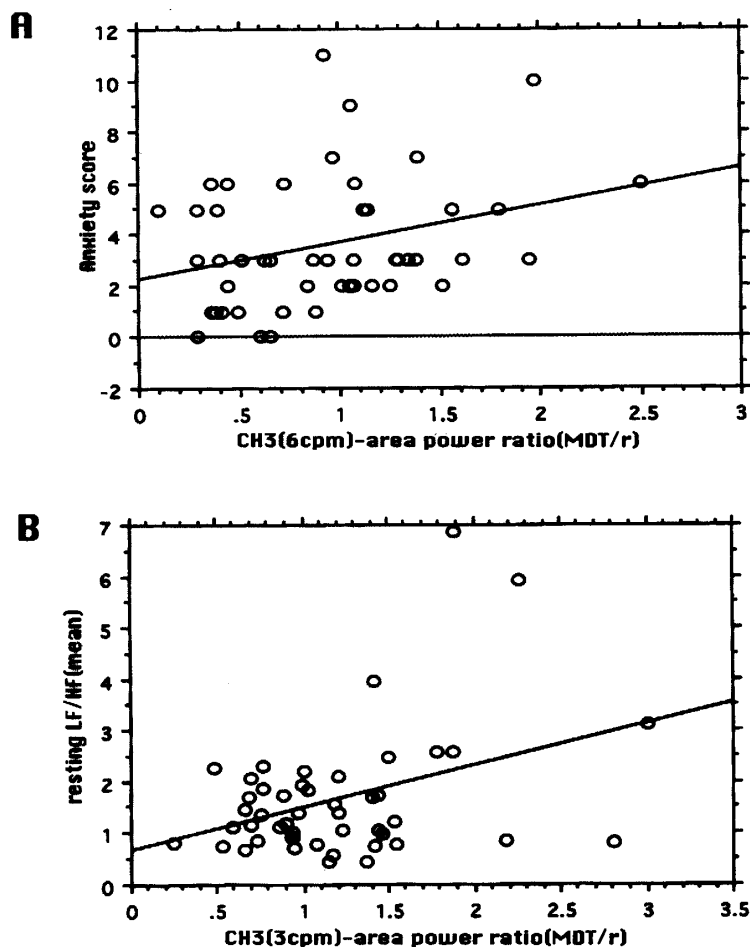 A
12
10
8
6
4
2
0
-2
Anxiety score
0 .5 1 1.5 2 2.5 3
CH3(6cpm)-area power ratio(MDT/r)
B
7
6
5
4
3
2
1
0
resting LF/HF(mean)
0 .5 1 1.5 2 2.5 3 3.5
CH3(3cpm)-area power ratio(MDT/r)